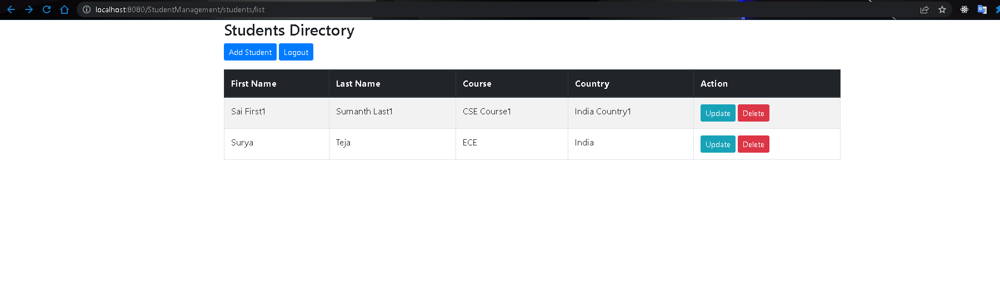 localhost:8080/StudentManagement/students/list
Students Directory
Add Student Logout
First Name Last Name Course Country Action
Sai First1 Sumanth Last1 CSE Course1 India Country1 Update Delete
Surya Teja ECE India Update Delete